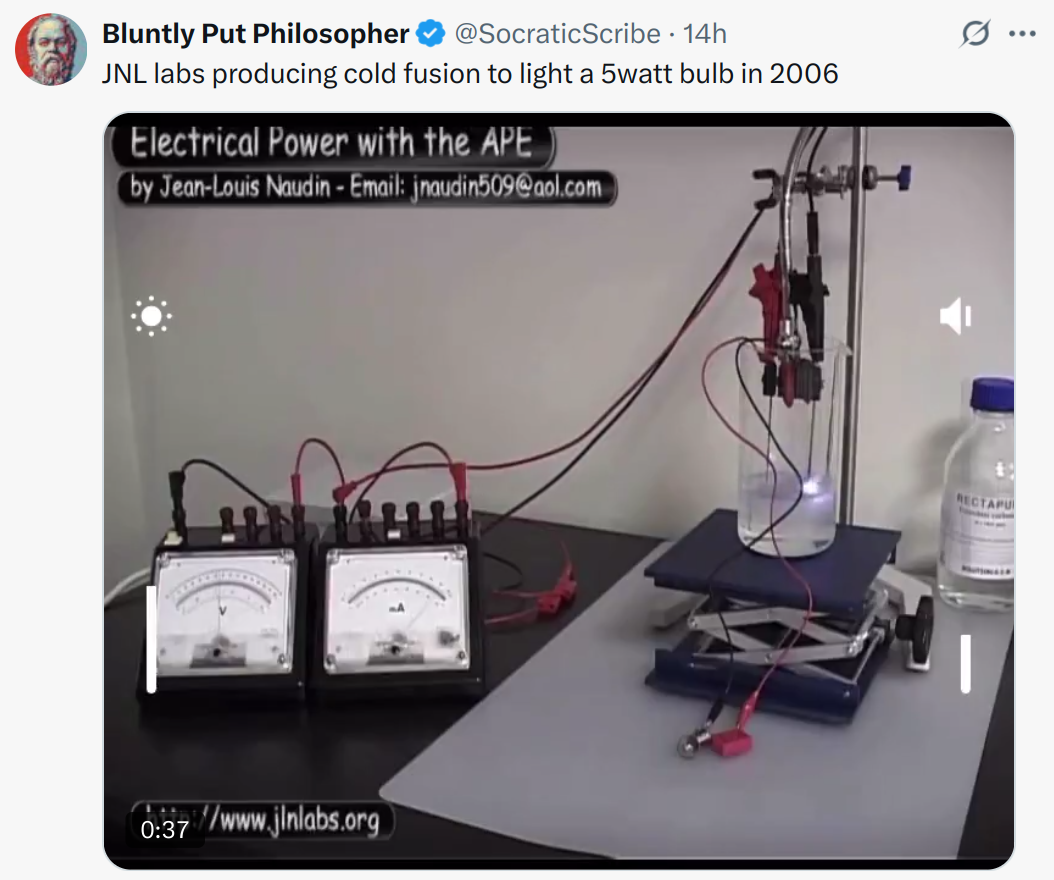 Bluntly Put Philosopher @SocraticScribe · 14h
JNL labs producing cold fusion to light a 5watt bulb in 2006
Electrical Power with the APE
by Jean-Louis Naudin - Email: jnaudin509@aol.com
V
mA
RECTAPU
http://www.jlnlabs.org
0:37